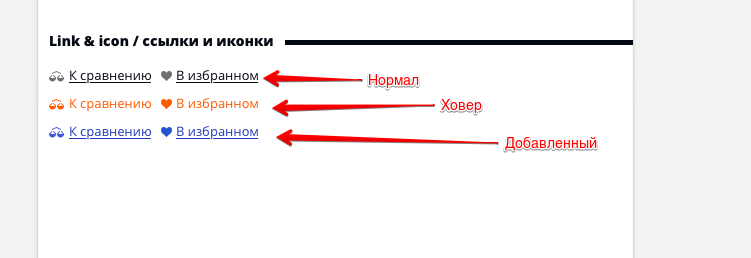 Link & icon / ссылки и иконки
К сравнению В избранном Нормал
К сравнению В избранном Ховер
К сравнению В избранном Добавленный